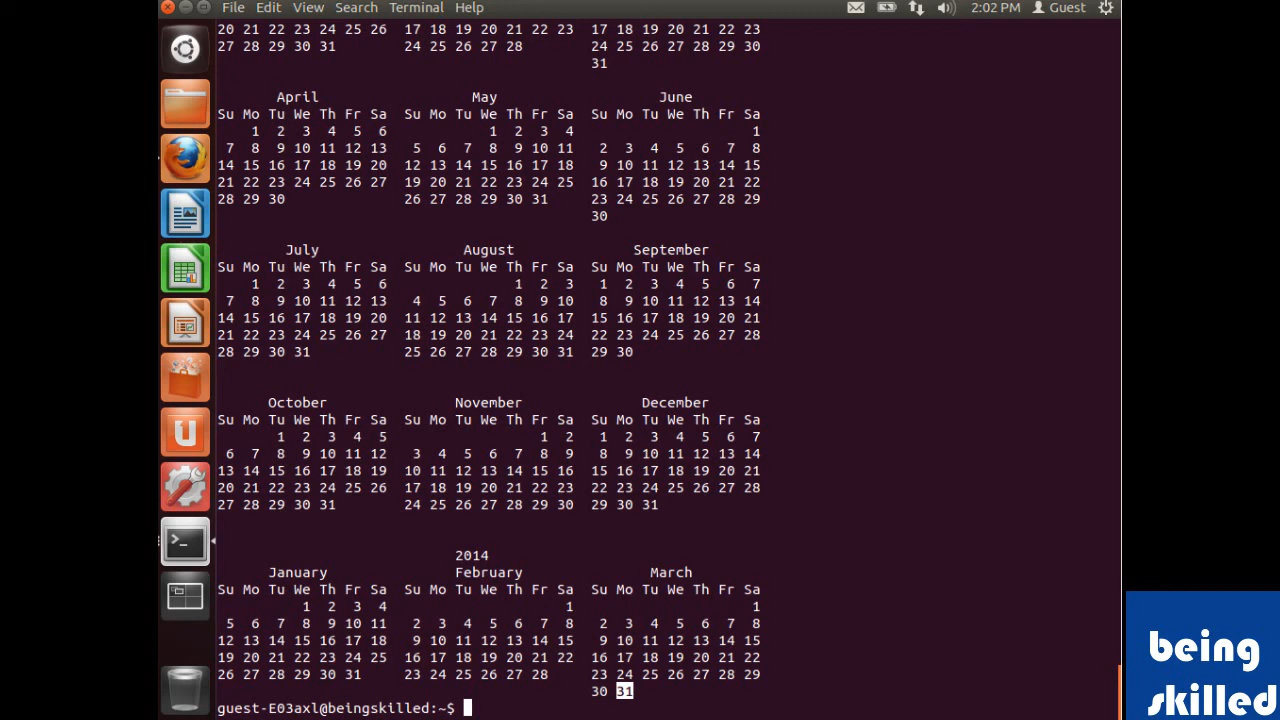 File Edit View Search Terminal Help 2:02 PM Guest
20 21 22 23 24 25 26 17 18 19 20 21 22 23 17 18 19 20 21 22 23
27 28 29 30 31 24 25 26 27 28 24 25 26 27 28 29 30
31
April May June
Su Mo Tu We Th Fr Sa Su Mo Tu We Th Fr Sa Su Mo Tu We Th Fr Sa
1 2 3 4 5 6 1 2 3 4 1
7 8 9 10 11 12 13 5 6 7 8 9 10 11 2 3 4 5 6 7 8
14 15 16 17 18 19 20 12 13 14 15 16 17 18 9 10 11 12 13 14 15
21 22 23 24 25 26 27 19 20 21 22 23 24 25 16 17 18 19 20 21 22
28 29 30 26 27 28 29 30 31 23 24 25 26 27 28 29
30
July August September
Su Mo Tu We Th Fr Sa Su Mo Tu We Th Fr Sa Su Mo Tu We Th Fr Sa
1 2 3 4 5 6 1 2 3 1 2 3 4 5 6 7
7 8 9 10 11 12 13 4 5 6 7 8 9 10 8 9 10 11 12 13 14
14 15 16 17 18 19 20 11 12 13 14 15 16 17 15 16 17 18 19 20 21
21 22 23 24 25 26 27 18 19 20 21 22 23 24 22 23 24 25 26 27 28
28 29 30 31 25 26 27 28 29 30 31 29 30
October November December
Su Mo Tu We Th Fr Sa Su Mo Tu We Th Fr Sa Su Mo Tu We Th Fr Sa
1 2 3 4 5 1 2 1 2 3 4 5 6 7
6 7 8 9 10 11 12 3 4 5 6 7 8 9 8 9 10 11 12 13 14
13 14 15 16 17 18 19 10 11 12 13 14 15 16 15 16 17 18 19 20 21
20 21 22 23 24 25 26 17 18 19 20 21 22 23 22 23 24 25 26 27 28
27 28 29 30 31 24 25 26 27 28 29 30 29 30 31
2014
January February March
Su Mo Tu We Th Fr Sa Su Mo Tu We Th Fr Sa Su Mo Tu We Th Fr Sa
1 2 3 4 1 1
5 6 7 8 9 10 11 2 3 4 5 6 7 8 2 3 4 5 6 7 8
12 13 14 15 16 17 18 9 10 11 12 13 14 15 9 10 11 12 13 14 15
19 20 21 22 23 24 25 16 17 18 19 20 21 22 16 17 18 19 20 21 22
26 27 28 29 30 31 23 24 25 26 27 28 23 24 25 26 27 28 29
30 31
guest-E03axl@beingskilled:~$
being
skilled